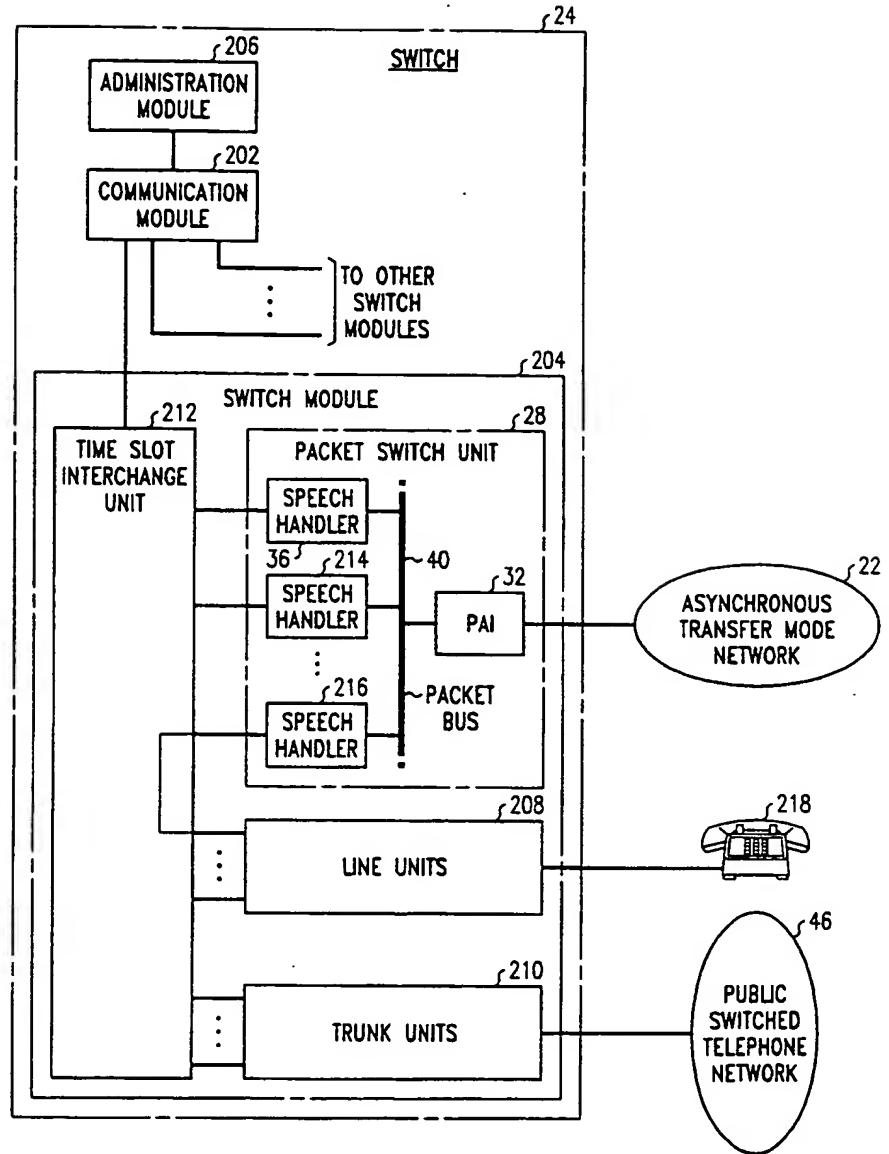 24
SWITCH
206
ADMINISTRATION
MODULE
202
COMMUNICATION
MODULE
TO OTHER
SWITCH
MODULES
204
SWITCH MODULE
212
TIME SLOT
INTERCHANGE
UNIT
28
PACKET SWITCH UNIT
SPEECH
HANDLER
36
214
SPEECH
HANDLER
216
SPEECH
HANDLER
40
32
PAI
PACKET
BUS
22
ASYNCHRONOUS
TRANSFER MODE
NETWORK
208
LINE UNITS
218
210
TRUNK UNITS
46
PUBLIC
SWITCHED
TELEPHONE
NETWORK